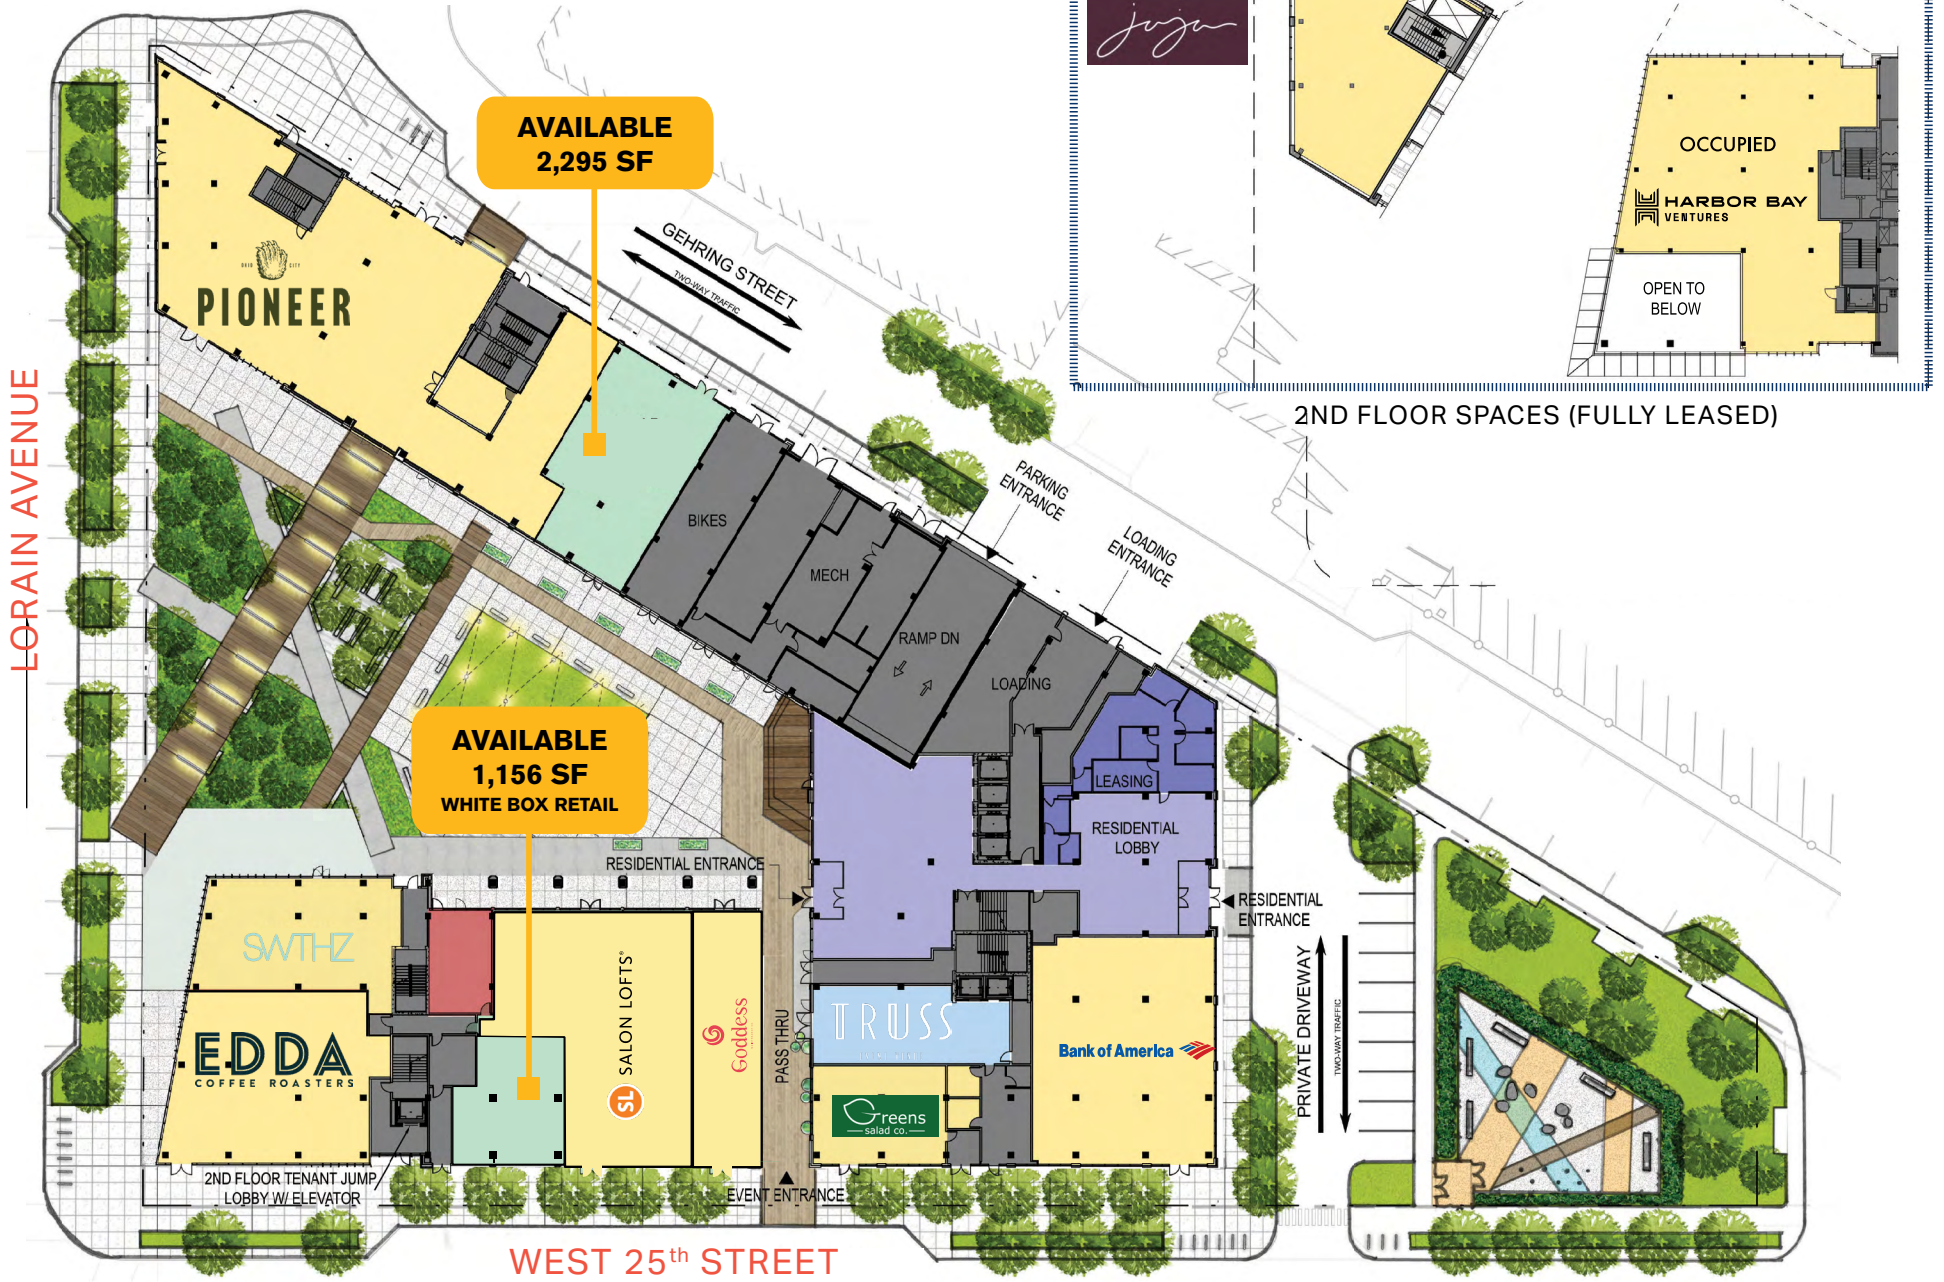 juja
AVAILABLE
2,295 SF
GEHRING STREET
TWO-WAY TRAFFIC
OCCUPIED
HARBOR BAY
VENTURES
OPEN TO
BELOW
2ND FLOOR SPACES (FULLY LEASED)
OHIO CITY
PIONEER
LORAIN AVENUE
BIKES
MECH
RAMP DN
LOADING
PARKING
ENTRANCE
LOADING
ENTRANCE
AVAILABLE
1,156 SF
WHITE BOX RETAIL
LEASING
RESIDENTIAL
LOBBY
RESIDENTIAL ENTRANCE
RESIDENTIAL
ENTRANCE
SWTHZ
EDDA
COFFEE ROASTERS
SL SALON LOFTS
Goddess
PASS THRU
TRUSS
Greens
salad co.
Bank of America
PRIVATE DRIVEWAY
TWO-WAY TRAFFIC
2ND FLOOR TENANT JUMP
LOBBY W/ ELEVATOR
EVENT ENTRANCE
WEST 25th STREET